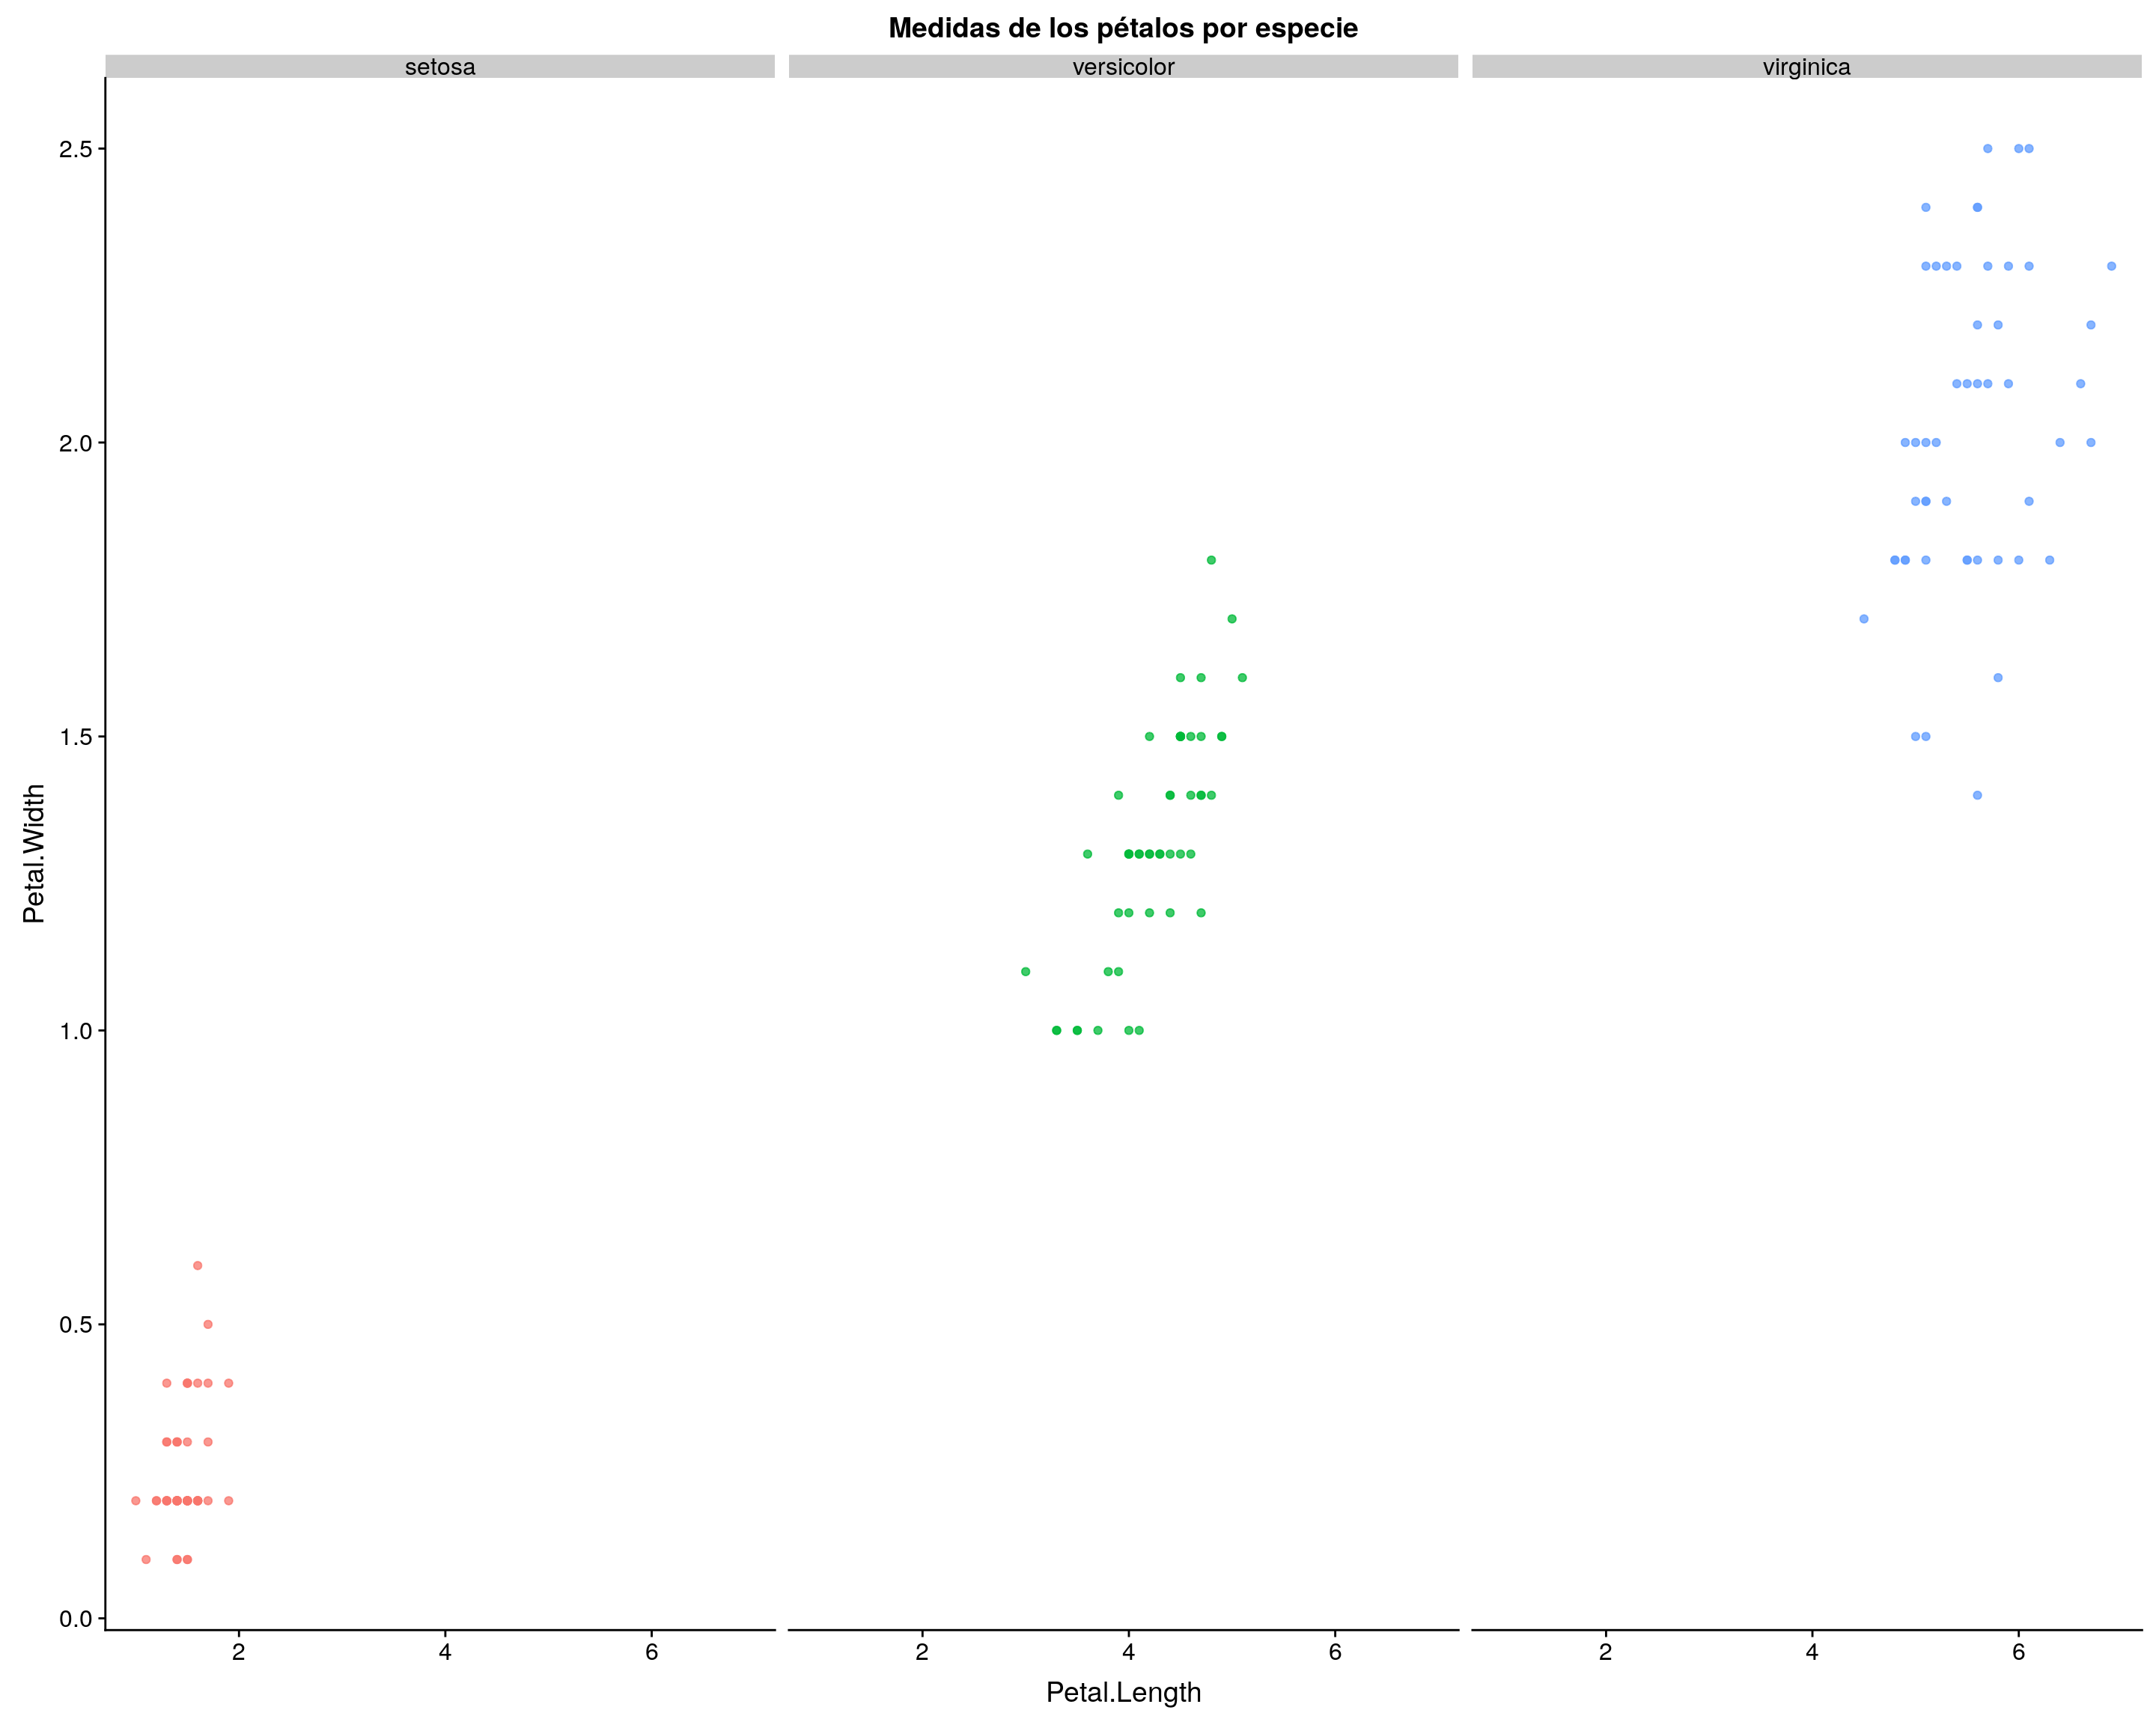 Medidas de los pétalos por especie
setosa versicolor virginica
2.5
2.0
1.5
1.0
0.5
0.0
Petal.Width
2 4 6 2 4 6 2 4 6
Petal.Length